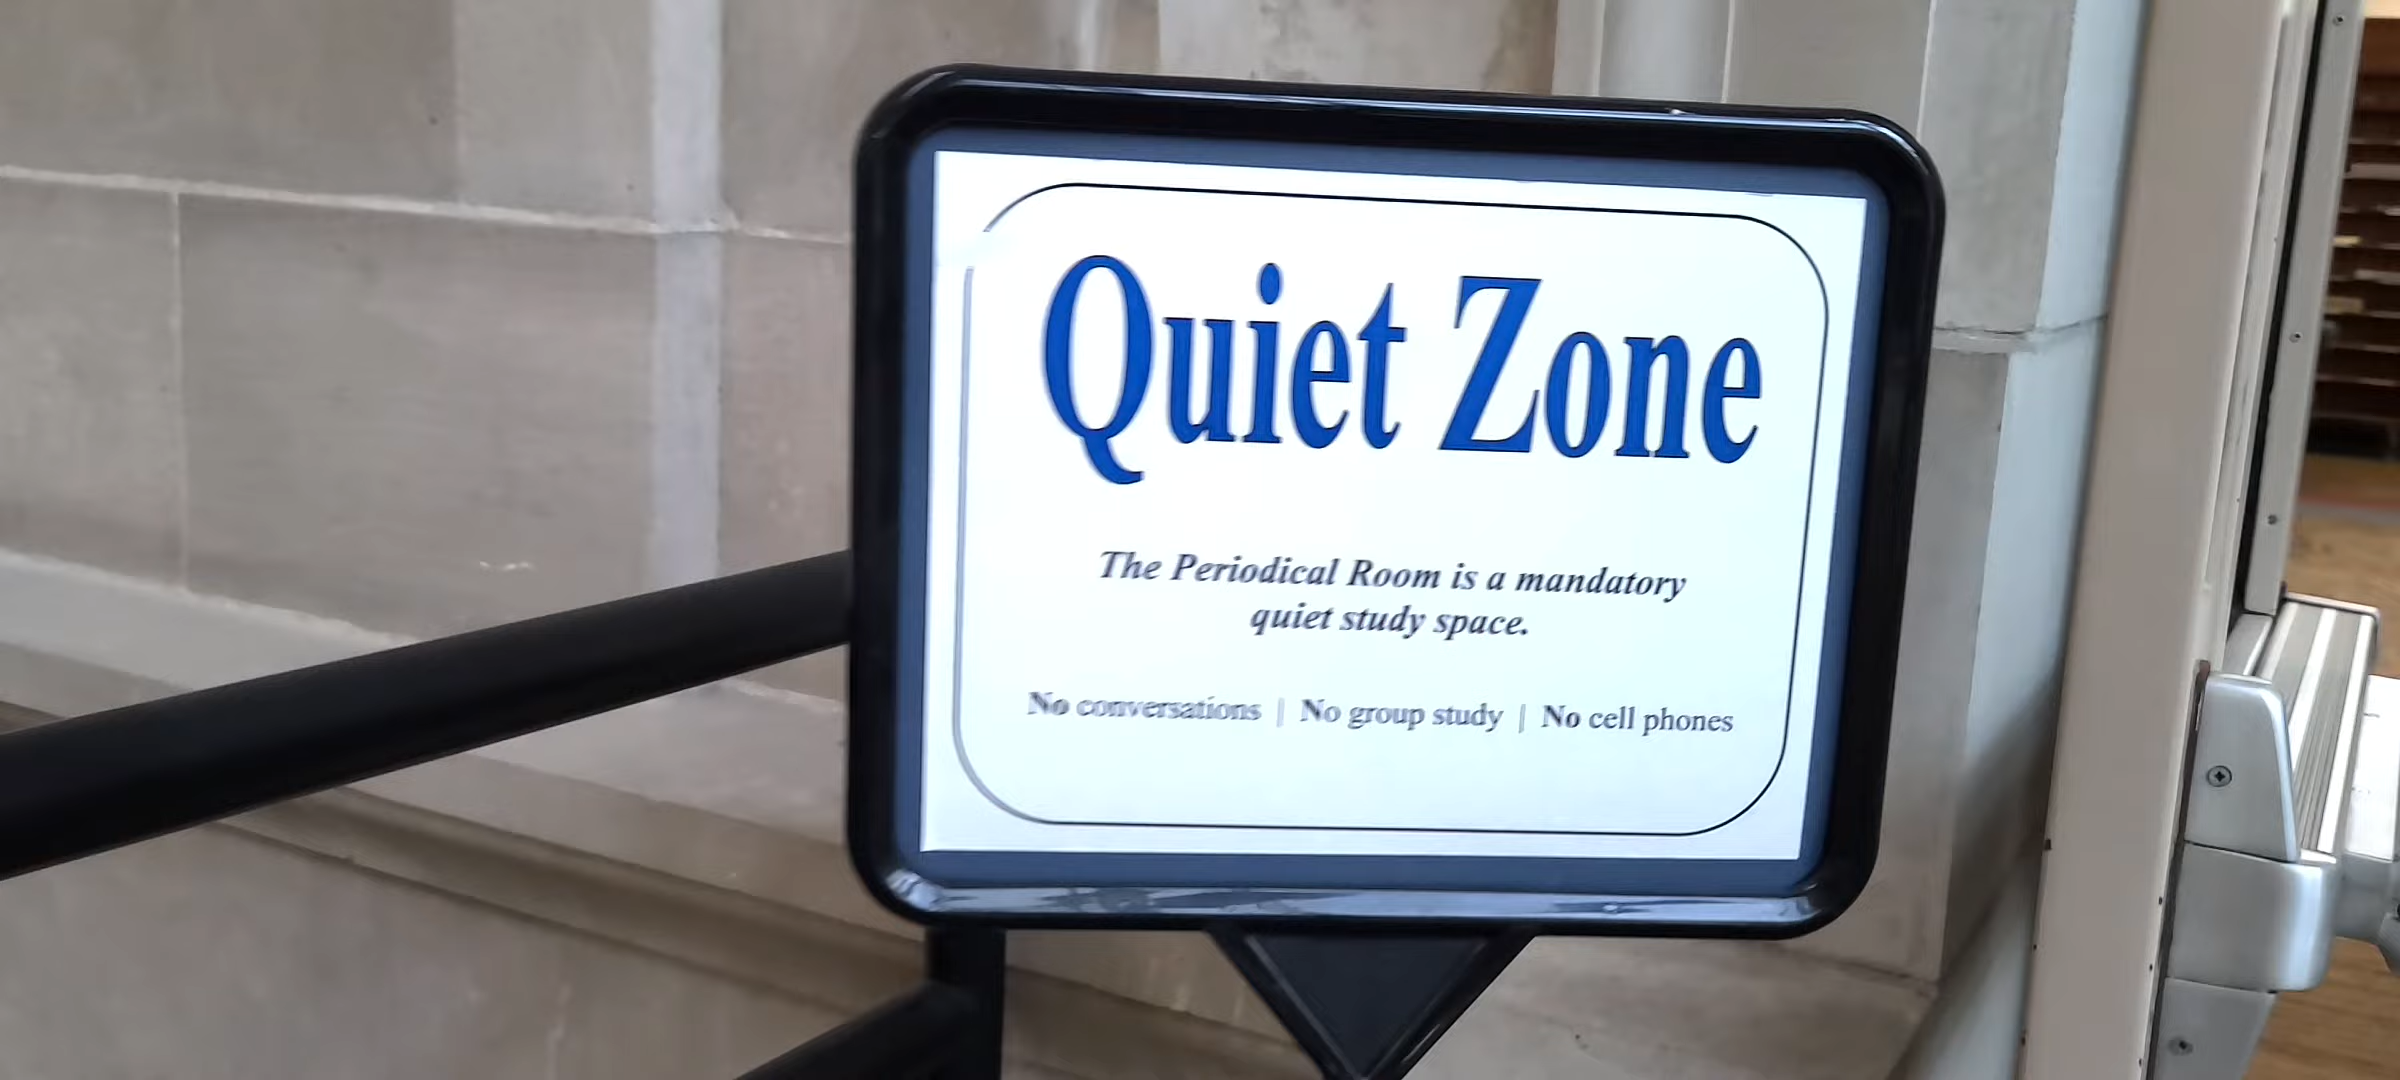 Quiet Zone
The Periodical Room is a mandatory
quiet study space.
No conversations | No group study | No cell phones